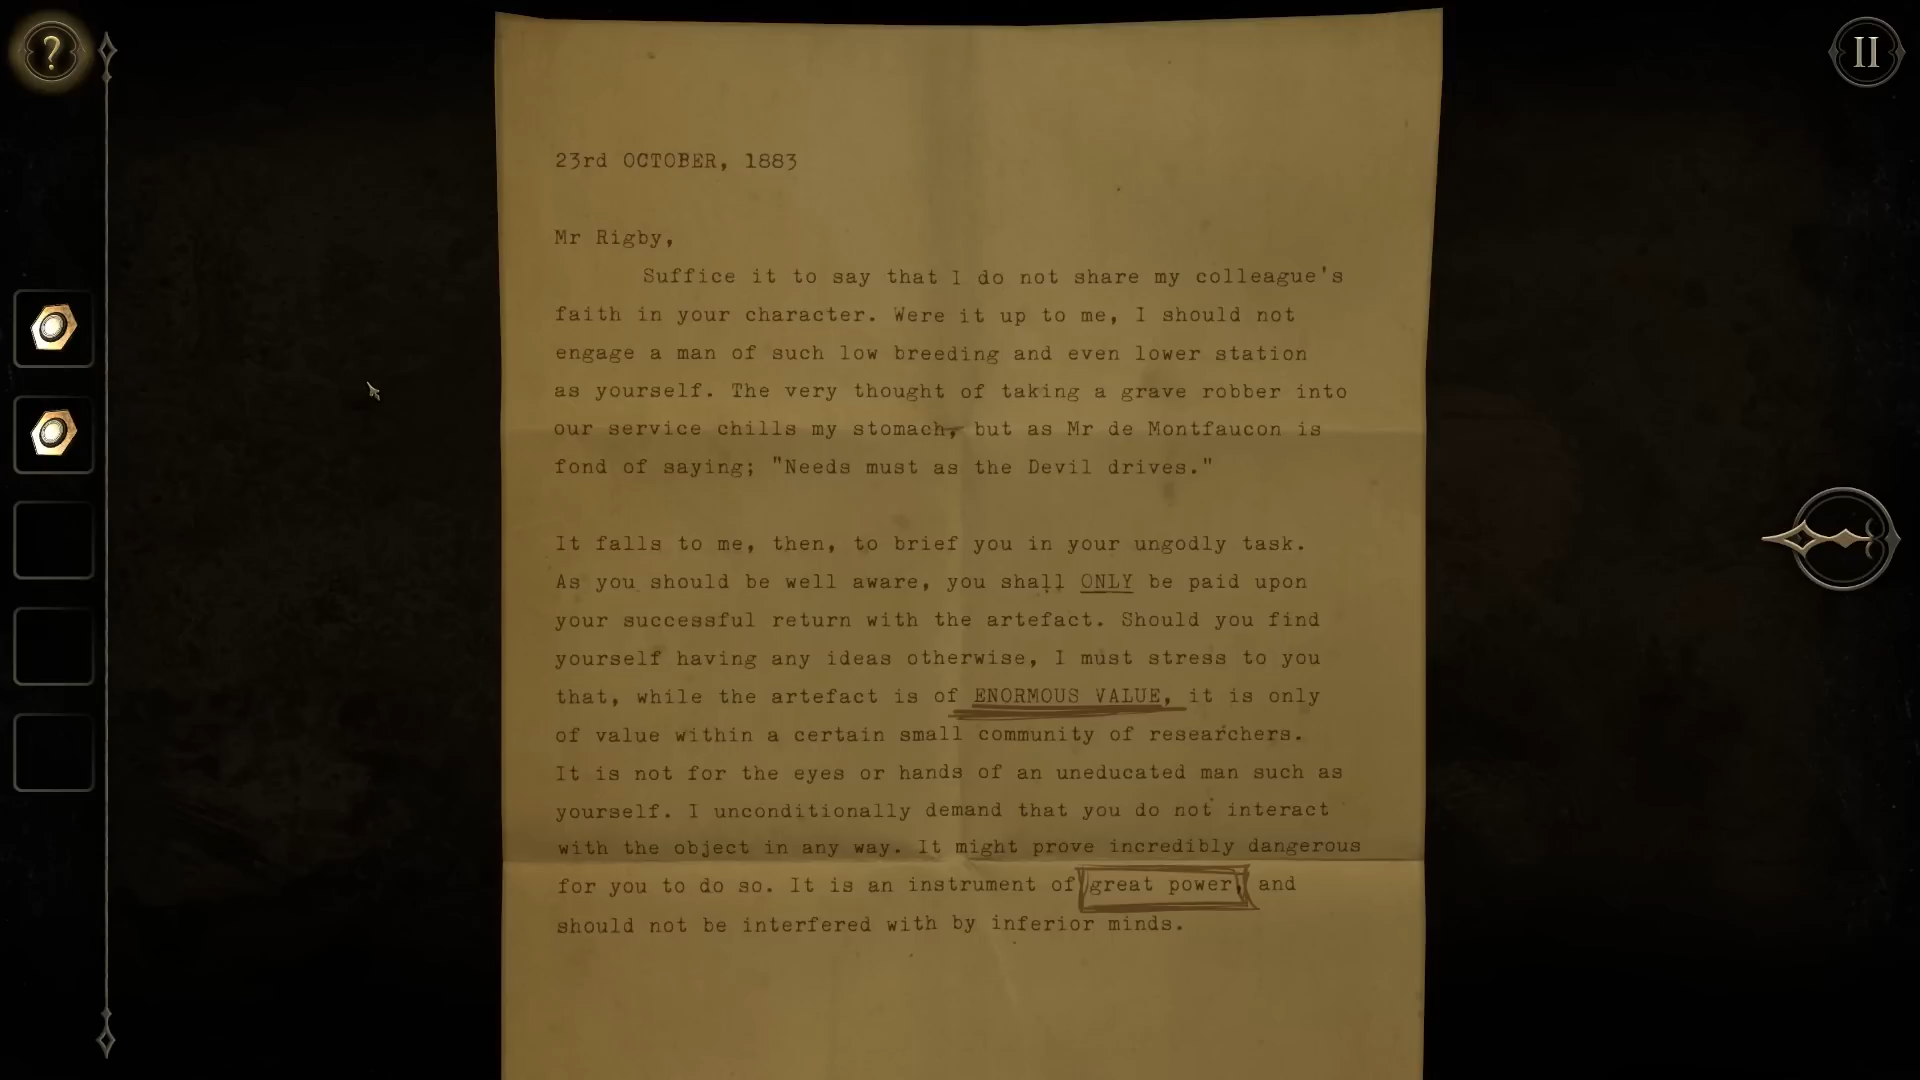 ?
II
23rd OCTOBER, 1883
Mr Rigby,
Suffice it to say that I do not share my colleague's
faith in your character. Were it up to me, I should not
engage a man of such low breeding and even lower station
as yourself. The very thought of taking a grave robber into
our service chills my stomach, but as Mr de Montfaucon is
fond of saying; "Needs must as the Devil drives."
It falls to me, then, to brief you in your ungodly task.
As you should be well aware, you shall ONLY be paid upon
your successful return with the artefact. Should you find
yourself having any ideas otherwise, I must stress to you
that, while the artefact is of ENORMOUS VALUE, it is only
of value within a certain small community of researchers.
It is not for the eyes or hands of an uneducated man such as
yourself. I unconditionally demand that you do not interact
with the object in any way. It might prove incredibly dangerous
for you to do so. It is an instrument of great power, and
should not be interfered with by inferior minds.